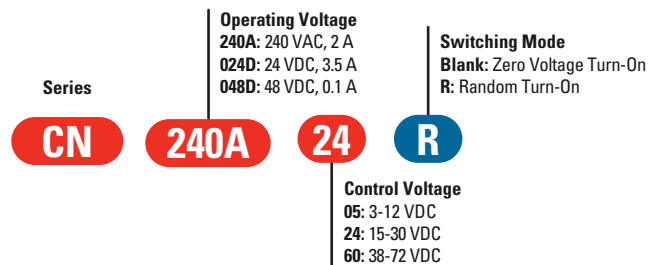 Operating Voltage
240A: 240 VAC, 2 A
024D: 24 VDC, 3.5 A
048D: 48 VDC, 0.1 A
Switching Mode
Blank: Zero Voltage Turn-On
R: Random Turn-On
Series
CN 240A 24 R
Control Voltage
05: 3-12 VDC
24: 15-30 VDC
60: 38-72 VDC